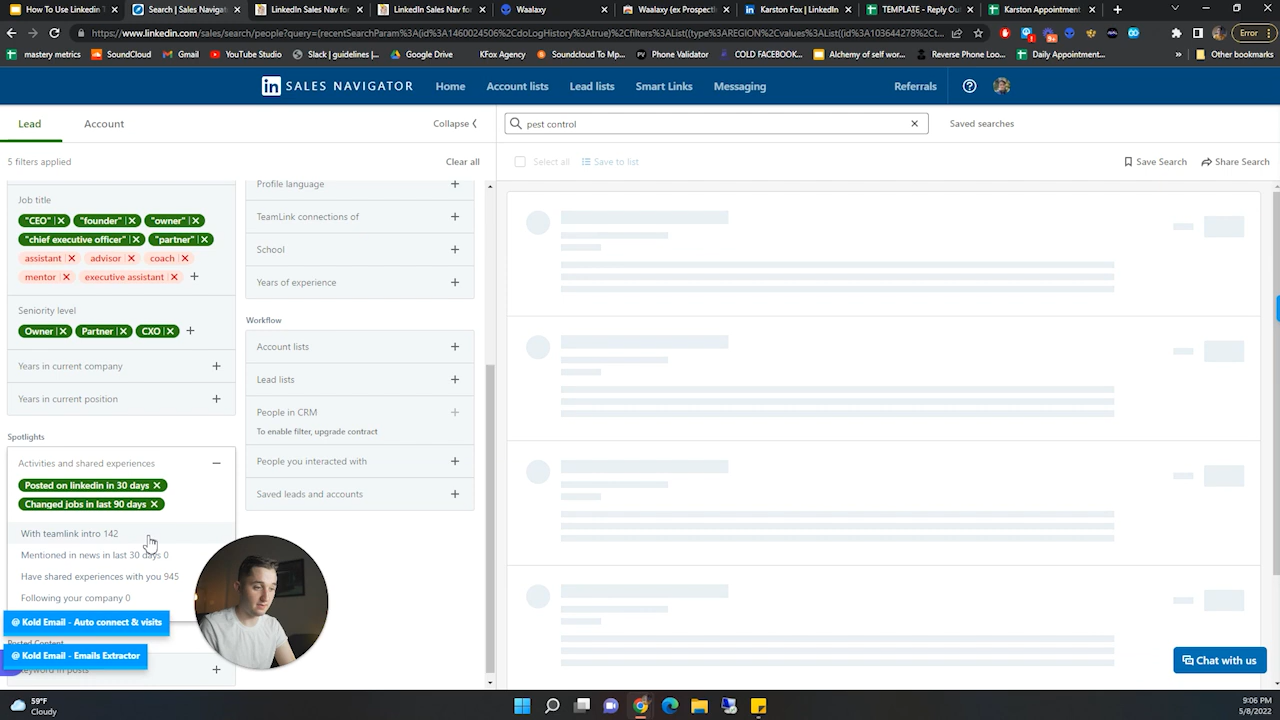 How To Use LinkedIn T
Search | Sales Navigat
LinkedIn Sales Nav for
LinkedIn Sales Nav for
Waalaxy
Waalaxy (ex Prospectin
Karston Fox | LinkedIn
TEMPLATE - Reply Out
Karston Appointment
https://www.linkedin.com/sales/search/people?query=(recentSearchParam%3A(id%3A1460024506%2CdoLogHistory%3Atrue)%2Cfilters%3AList((type%3AREGION%2Cvalues%3AList((id%3A103644278%2Ct...
Error
mastery metrics
SoundCloud
Gmail
YouTube Studio
Slack | guidelines |...
Google Drive
KFox Agency
Soundcloud To Mp...
Phone Validator
COLD FACEBOOK...
Alchemy of self wo...
Reverse Phone Loo...
Daily Appointment...
Other bookmarks
in SALES NAVIGATOR
Home
Account lists
Lead lists
Smart Links
Messaging
Referrals
Lead
Account
Collapse
pest control
Saved searches
5 filters applied
Clear all
Select all
Save to list
Save Search
Share Search
Job title
"CEO"
"founder"
"owner"
"chief executive officer"
"partner"
assistant
advisor
coach
mentor
executive assistant
Seniority level
Owner
Partner
CXO
Years in current company
Years in current position
Spotlights
Activities and shared experiences
Posted on linkedin in 30 days
Changed jobs in last 90 days
With teamlink intro 142
Mentioned in news in last 30 days 0
Have shared experiences with you 945
Following your company 0
@ Kold Email - Auto connect & visits
Posted Content
@ Kold Email - Emails Extractor
Keyword in posts
Profile language
TeamLink connections of
School
Years of experience
Workflow
Account lists
Lead lists
People in CRM
To enable filter, upgrade contract
People you interacted with
Saved leads and accounts
Chat with us
59°F
Cloudy
9:06 PM
5/8/2022